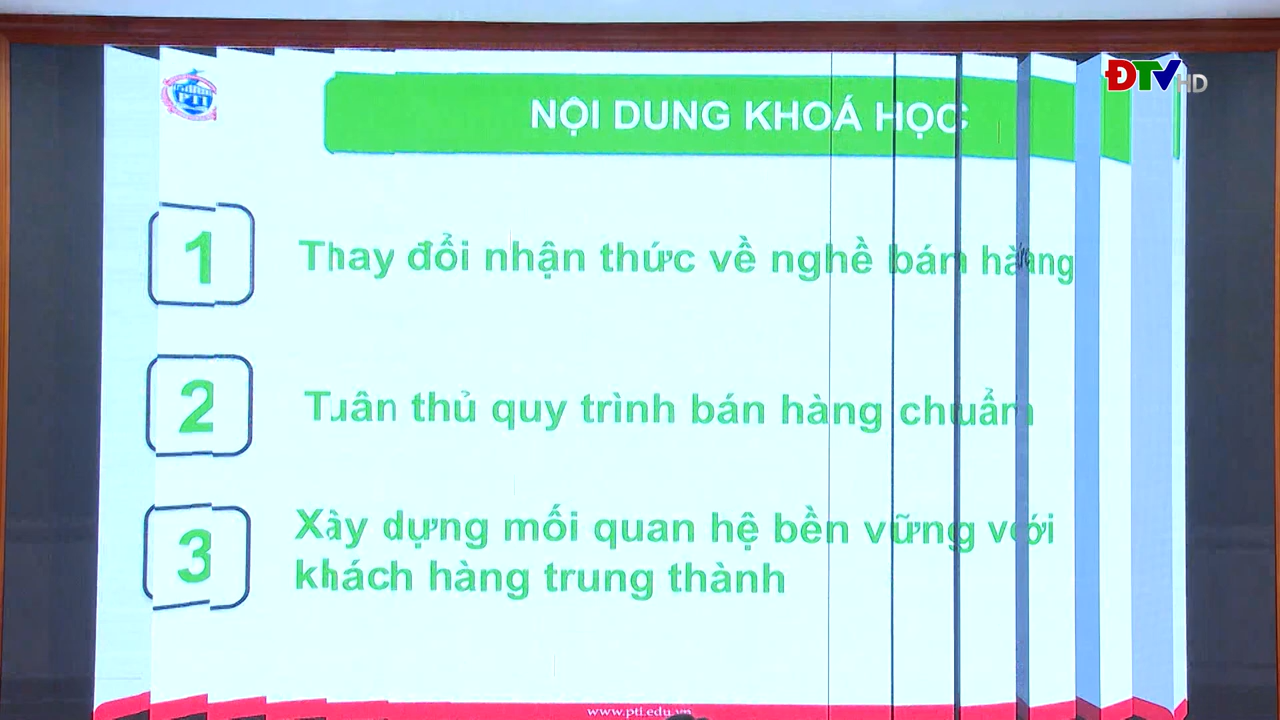 ĐTV HD
PTI
NỘI DUNG KHOÁ HỌC
1
Thay đổi nhận thức về nghề bán hàng
2
Tuân thủ quy trình bán hàng chuẩn
3
Xây dựng mối quan hệ bền vững với
khách hàng trung thành
www.pti.edu.vn